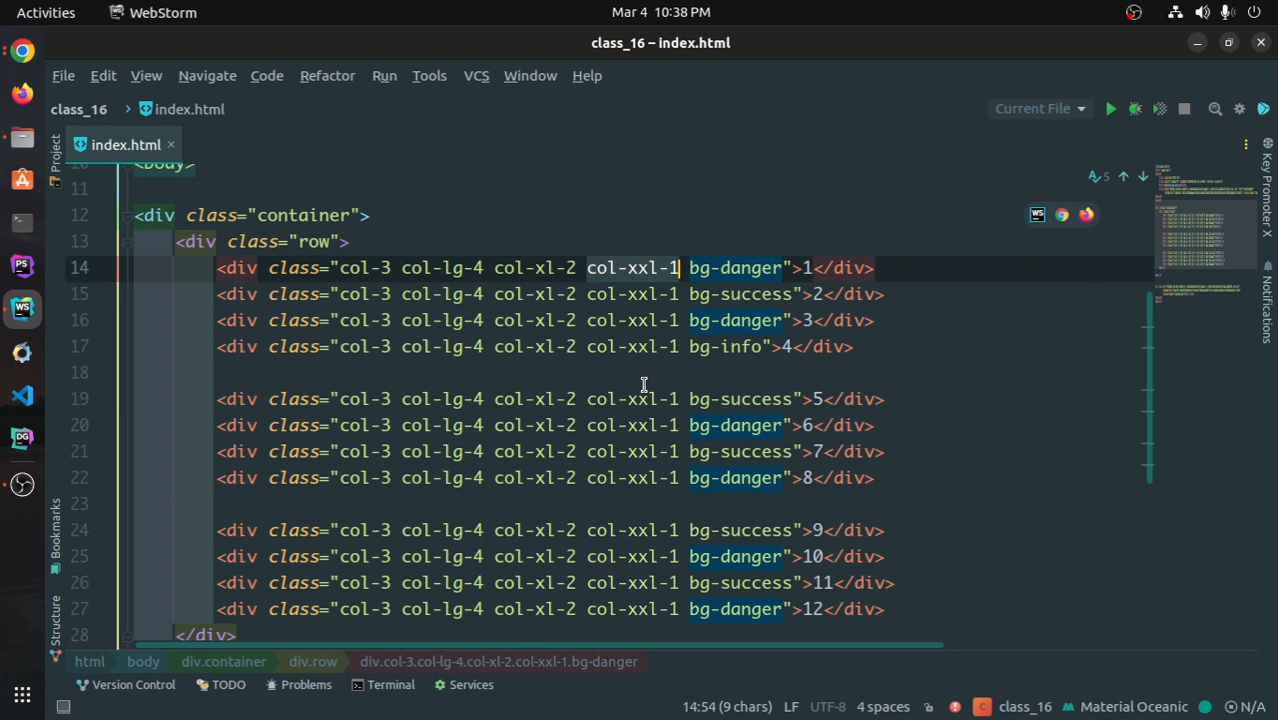 Activities WebStorm Mar 4 10:38 PM
class_16 – index.html
File Edit View Navigate Code Refactor Run Tools VCS Window Help
class_16 index.html Current File
Project index.html ×
10 <body>
11 5
12 <div class="container">
13 <div class="row">
14 <div class="col-3 col-lg-4 col-xl-2 col-xxl-1 bg-danger">1</div>
15 <div class="col-3 col-lg-4 col-xl-2 col-xxl-1 bg-success">2</div>
16 <div class="col-3 col-lg-4 col-xl-2 col-xxl-1 bg-danger">3</div>
17 <div class="col-3 col-lg-4 col-xl-2 col-xxl-1 bg-info">4</div>
18
19 <div class="col-3 col-lg-4 col-xl-2 col-xxl-1 bg-success">5</div>
20 <div class="col-3 col-lg-4 col-xl-2 col-xxl-1 bg-danger">6</div>
21 <div class="col-3 col-lg-4 col-xl-2 col-xxl-1 bg-success">7</div>
22 <div class="col-3 col-lg-4 col-xl-2 col-xxl-1 bg-danger">8</div>
23
24 <div class="col-3 col-lg-4 col-xl-2 col-xxl-1 bg-success">9</div>
25 <div class="col-3 col-lg-4 col-xl-2 col-xxl-1 bg-danger">10</div>
26 <div class="col-3 col-lg-4 col-xl-2 col-xxl-1 bg-success">11</div>
27 <div class="col-3 col-lg-4 col-xl-2 col-xxl-1 bg-danger">12</div>
28 </div>
Bookmarks
Structure
Key Promoter X
Notifications
PS
WS
DG
WS
html body div.container div.row div.col-3.col-lg-4.col-xl-2.col-xxl-1.bg-danger
Version Control TODO Problems Terminal Services
14:54 (9 chars) LF UTF-8 4 spaces C class_16 Material Oceanic N/A